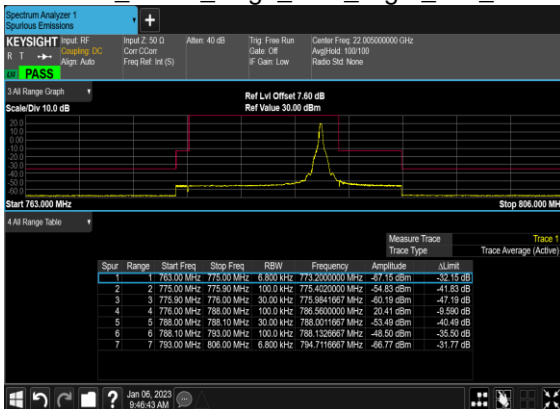 Spectrum Analyzer 1
Spurious Emissions
+
KEYSIGHT Input: RF Input Z: 50 Ω Atten: 40 dB Trig: Free Run Center Freq: 22.005000000 GHz
R T Coupling: DC Corr CCorr Gate: Off Avg|Hold: 100/100
Align: Auto Freq Ref: Int (S) IF Gain: Low Radio Std: None
PASS
3 All Range Graph
Ref Lvl Offset 7.60 dB
Scale/Div 10.0 dB Ref Value 30.00 dBm
20.0
10.0
0.00
-10.0
-20.0
-30.0
-40.0
-50.0
-60.0
Start 763.000 MHz Stop 806.000 MH
4 All Range Table
Measure Trace Trace 1
Trace Type Trace Average (Active)
Spur Range Start Freq Stop Freq RBW Frequency Amplitude ΔLimit
1 1 763.00 MHz 775.00 MHz 6.800 kHz 773.2000000 MHz -67.15 dBm -32.15 dB
2 2 775.00 MHz 775.90 MHz 100.0 kHz 775.4020000 MHz -54.83 dBm -41.83 dB
3 3 775.90 MHz 776.00 MHz 30.00 kHz 775.9841667 MHz -60.19 dBm -47.19 dB
4 4 776.00 MHz 788.00 MHz 100.0 kHz 786.5600000 MHz 20.41 dBm -9.590 dB
5 5 788.00 MHz 788.10 MHz 30.00 kHz 788.0011667 MHz -53.49 dBm -40.49 dB
6 6 788.10 MHz 793.00 MHz 100.0 kHz 788.1326667 MHz -48.50 dBm -35.50 dB
7 7 793.00 MHz 806.00 MHz 6.800 kHz 794.7116667 MHz -66.77 dBm -31.77 dB
?
Jan 06, 2023
9:46:43 AM